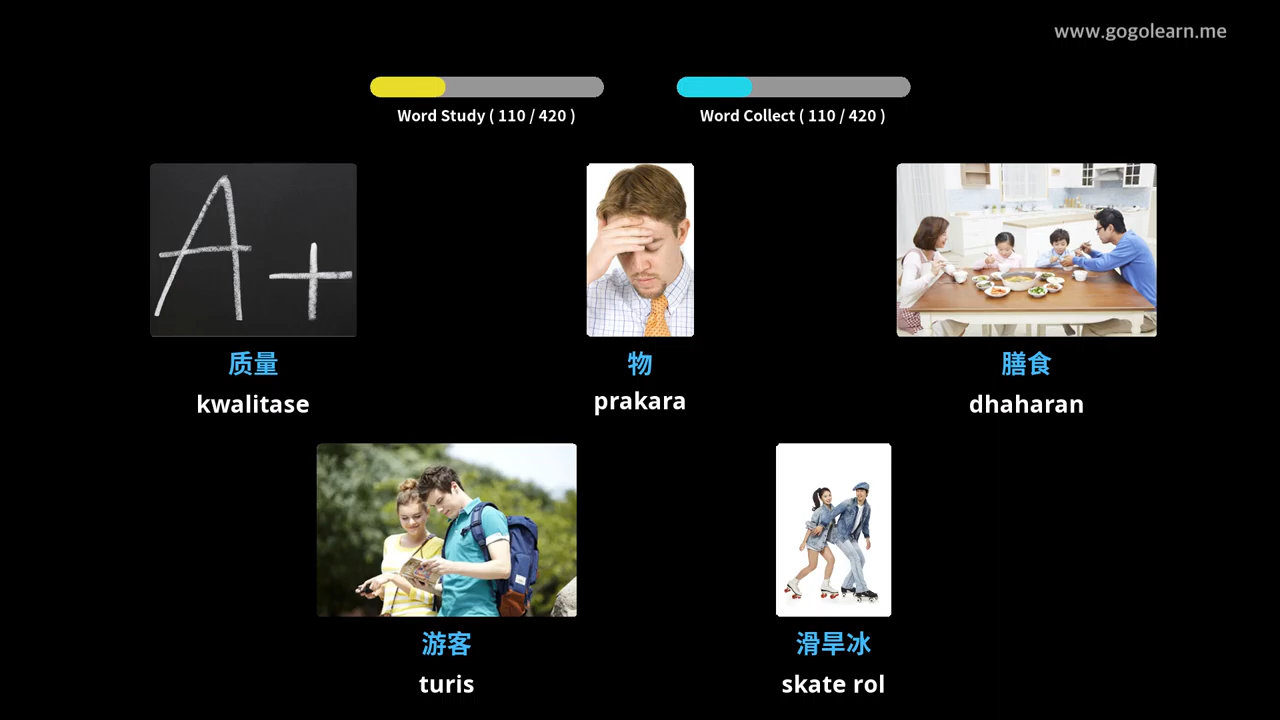 www.gogolearn.me
Word Study ( 110 / 420 )
Word Collect ( 110 / 420 )
A+
质量
kwalitase
物
prakara
膳食
dhaharan
游客
turis
滑旱冰
skate rol